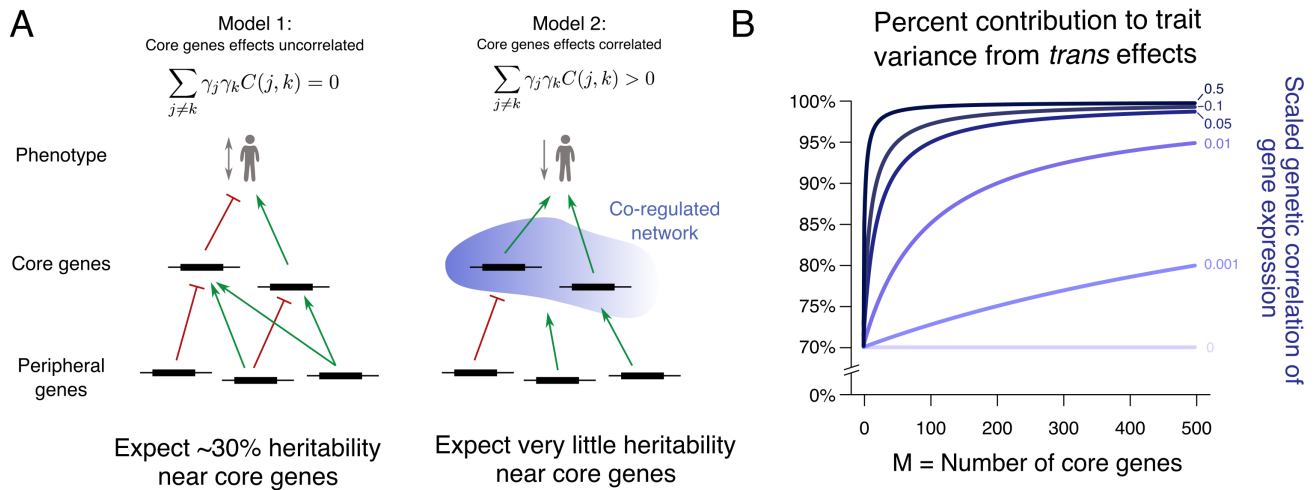 A
Model 1:
Core genes effects uncorrelated
∑ γjγkC(j, k) = 0
j≠k
Model 2:
Core genes effects correlated
∑ γjγkC(j, k) > 0
j≠k
Phenotype
Core genes
Peripheral
genes
Co-regulated
network
Expect ~30% heritability
near core genes
Expect very little heritability
near core genes
B
Percent contribution to trait
variance from trans effects
100%
95%
90%
85%
80%
75%
70%
0%
0
100
200
300
400
500
M = Number of core genes
0.5
0.1
0.05
0.01
0.001
0
Scaled genetic correlation of
gene expression